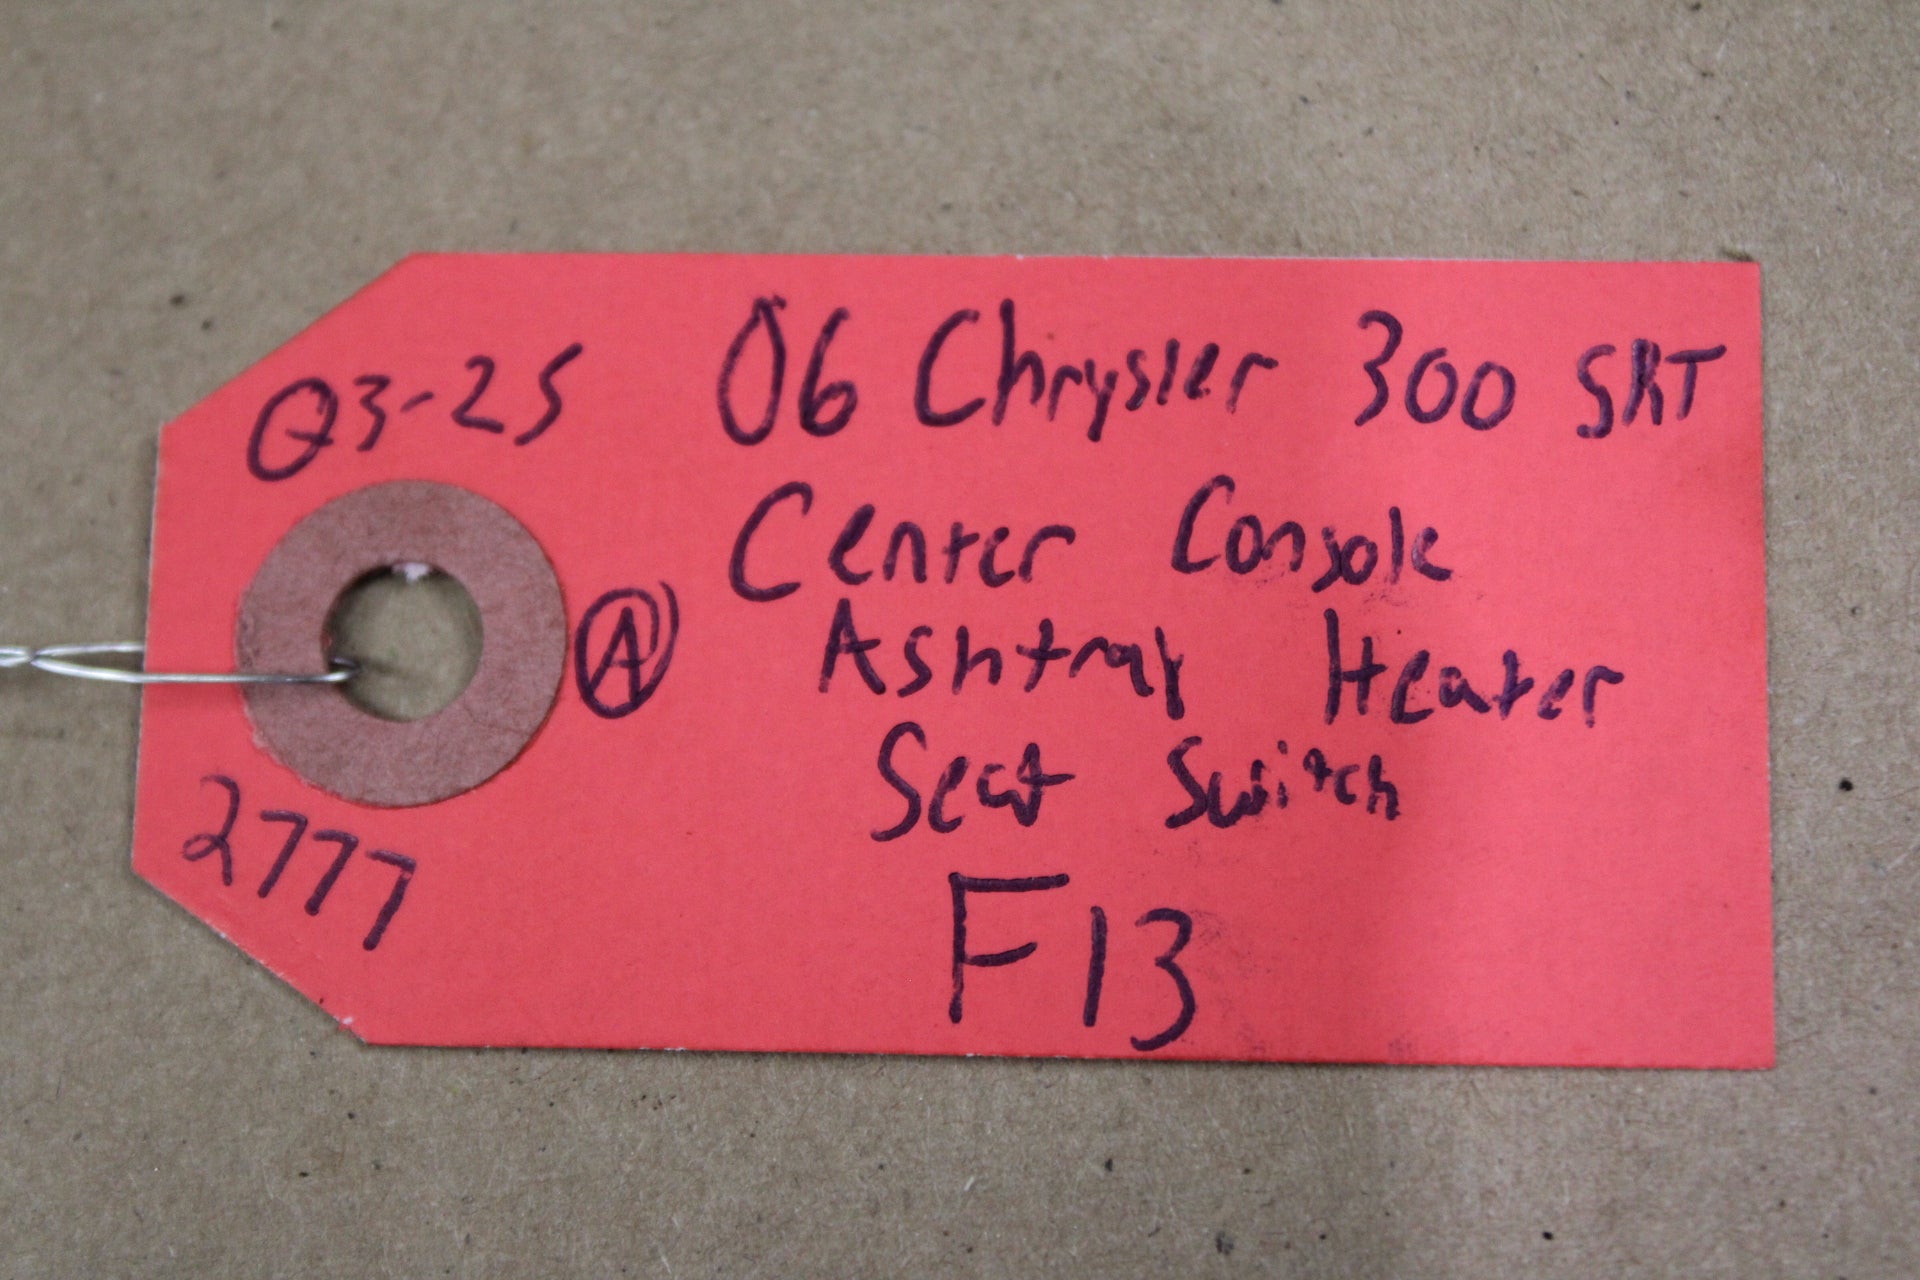 Q3-25
06 Chrysler 300 SRT
Center Console
A Ashtray Heater
Seat Switch
2777
F13